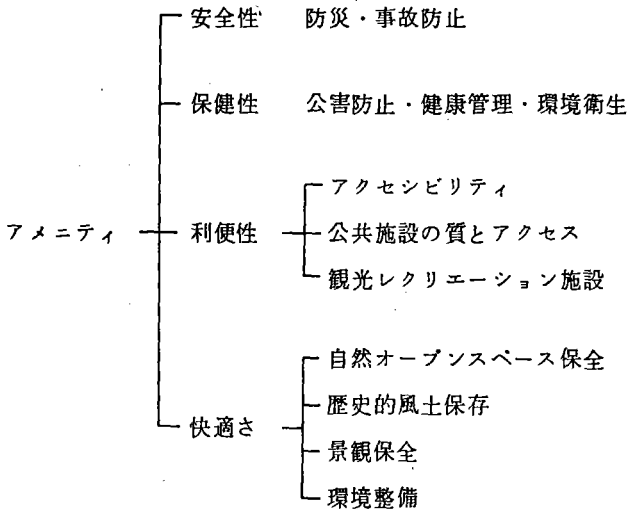 安全性 防災・事故防止
保健性 公害防止・健康管理・環境衛生
アメニティ
利便性
アクセシビリティ
公共施設の質とアクセス
観光レクリエーション施設
快適さ
自然オープンスペース保全
歴史的風土保存
景観保全
環境整備